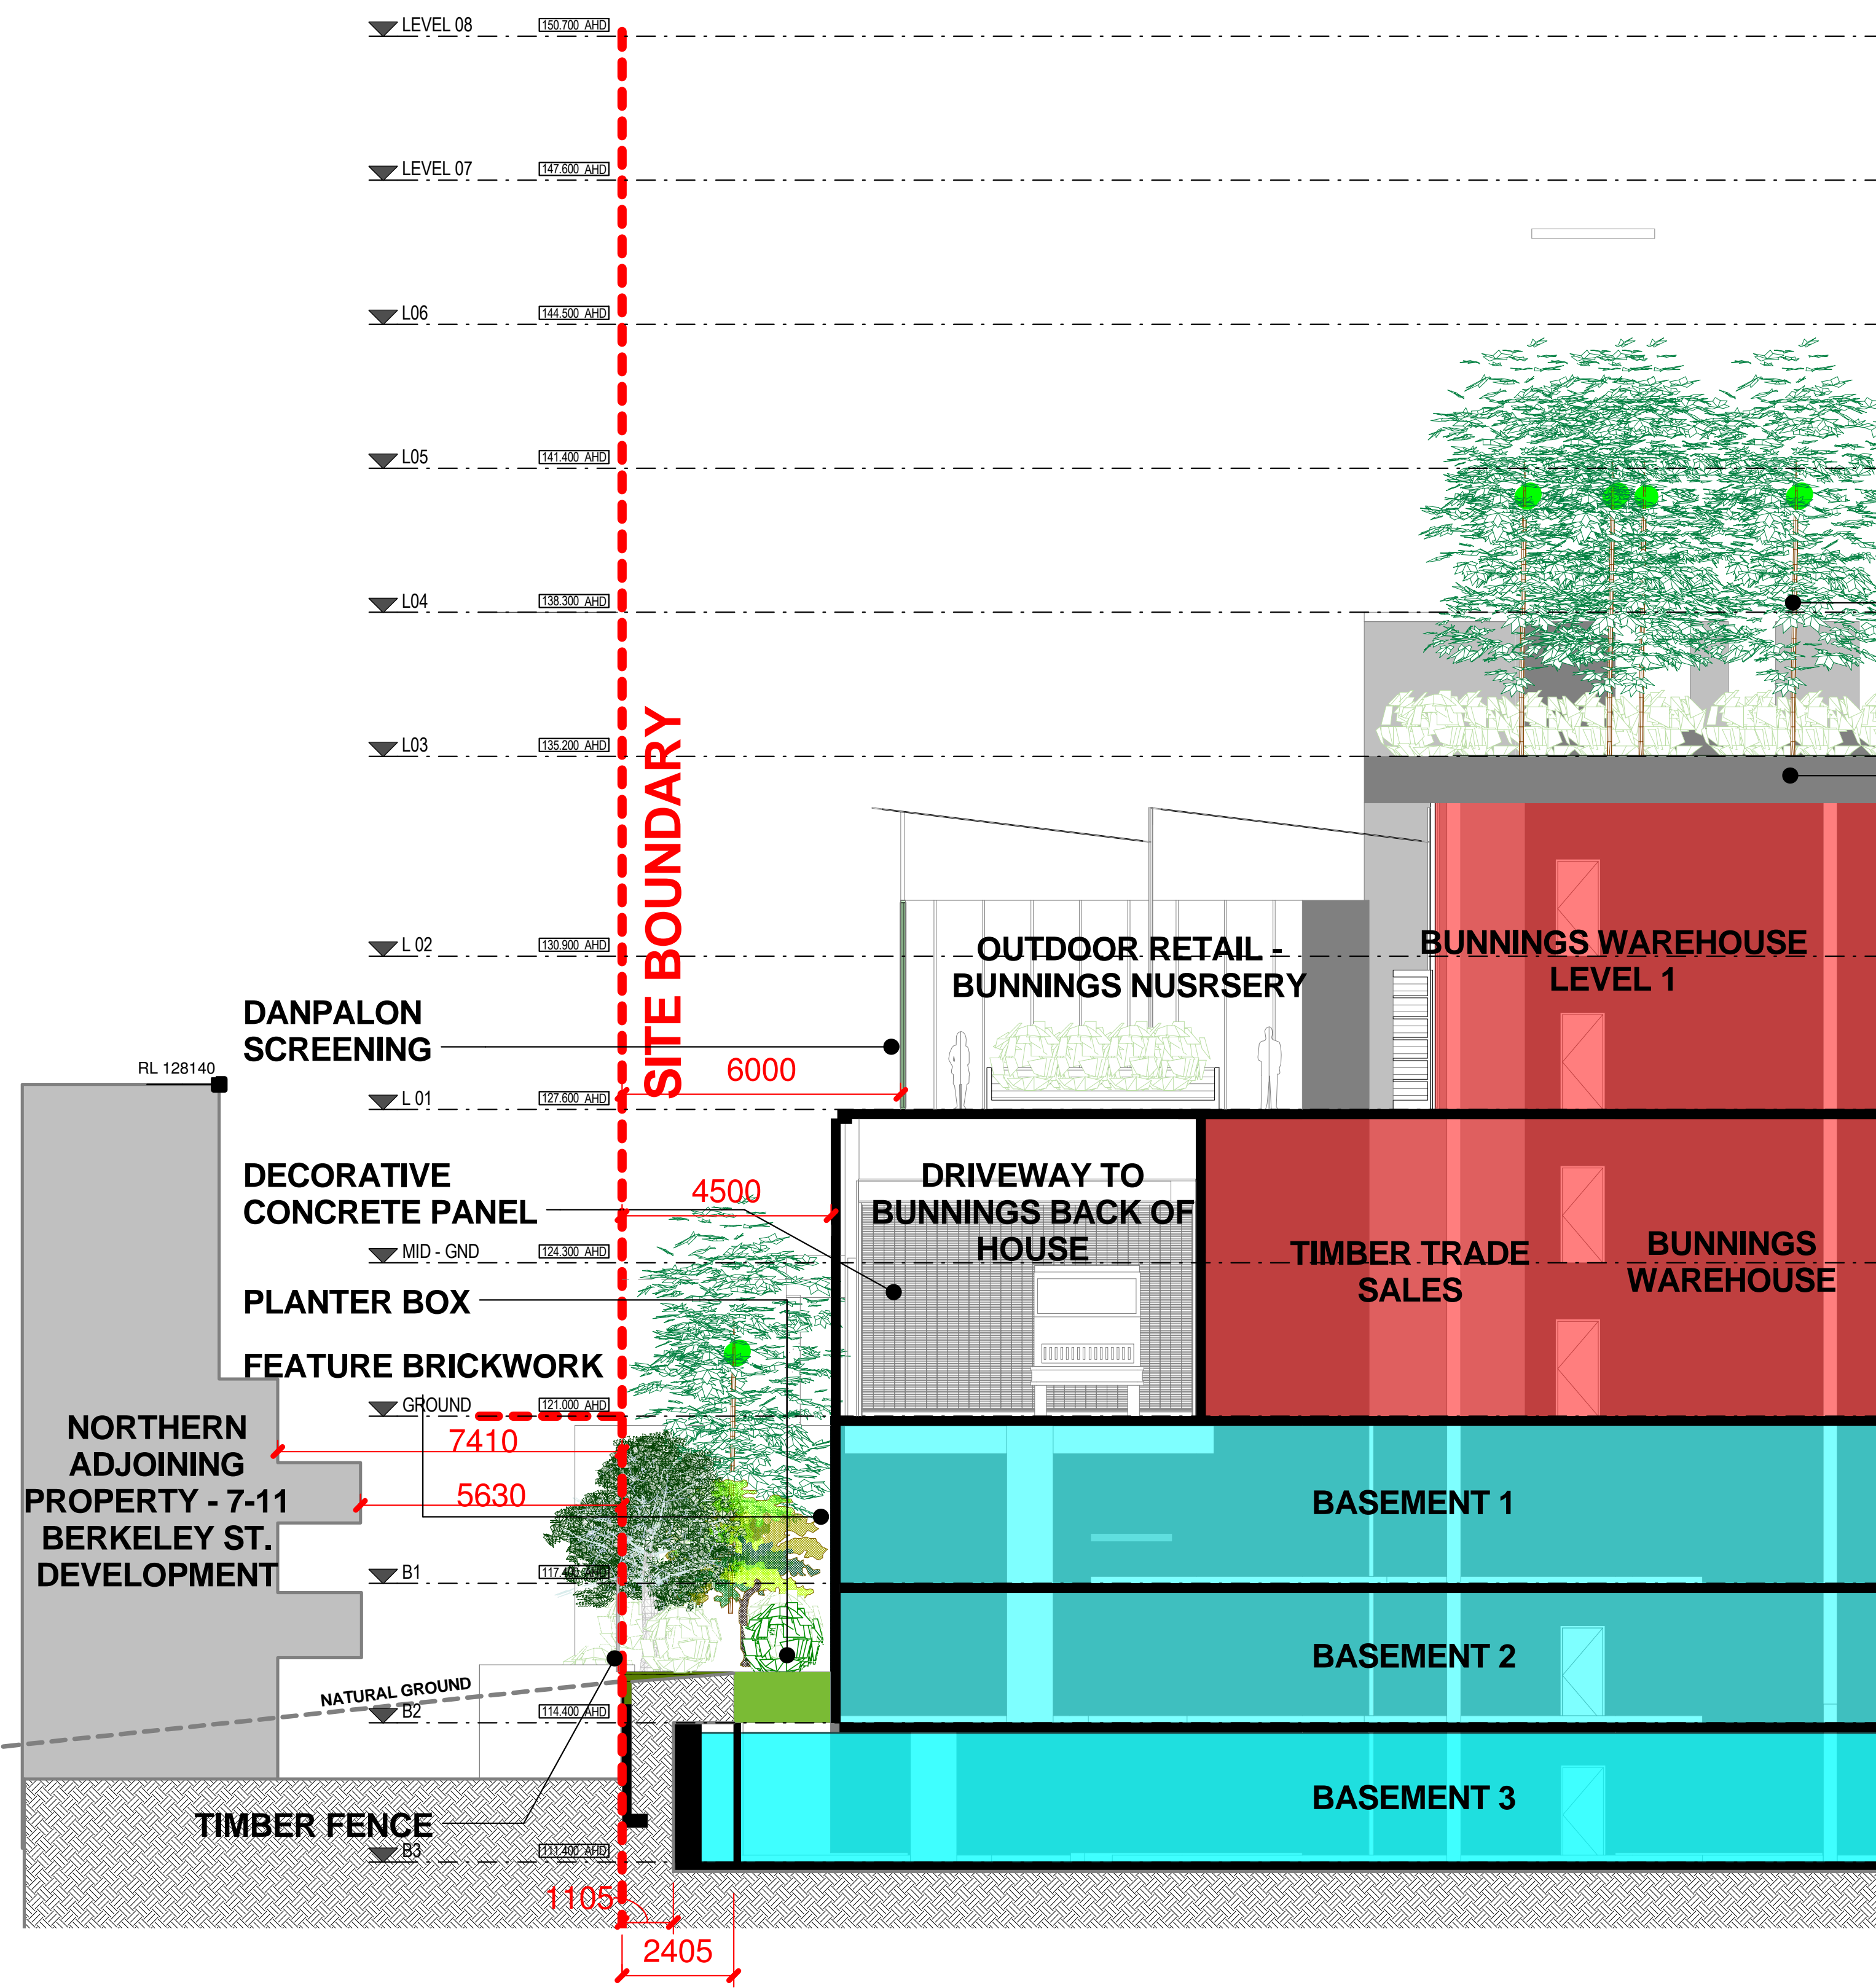 LEVEL 08 150.700 AHD
LEVEL 07 147.600 AHD
L06 144.500 AHD
L05 141.400 AHD
L04 138.300 AHD
L03 135.200 AHD
SITE BOUNDARY
L 02 130.900 AHD
OUTDOOR RETAIL -
BUNNINGS NUSRSERY
BUNNINGS WAREHOUSE
LEVEL 1
DANPALON
SCREENING
RL 128140
6000
L 01 127.600 AHD
DECORATIVE
CONCRETE PANEL
4500
DRIVEWAY TO
BUNNINGS BACK OF
HOUSE
TIMBER TRADE
SALES
BUNNINGS
WAREHOUSE
MID - GND 124.300 AHD
PLANTER BOX
FEATURE BRICKWORK
GROUND 121.000 AHD
NORTHERN
ADJOINING
PROPERTY - 7-11
BERKELEY ST.
DEVELOPMENT
7410
5630
BASEMENT 1
B1 117.400 AHD
BASEMENT 2
NATURAL GROUND
B2 114.400 AHD
BASEMENT 3
TIMBER FENCE
B3 111.400 AHD
1105
2405